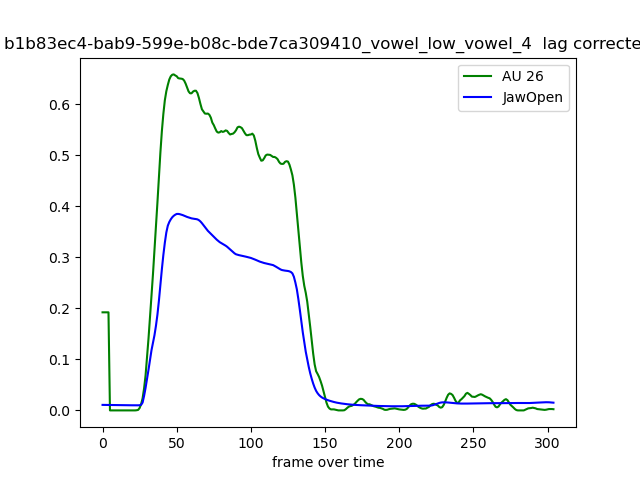 b1b83ec4-bab9-599e-b08c-bde7ca309410_vowel_low_vowel_4 lag correcte
AU 26
JawOpen
0.6
0.5
0.4
0.3
0.2
0.1
0.0
0 50 100 150 200 250 300
frame over time